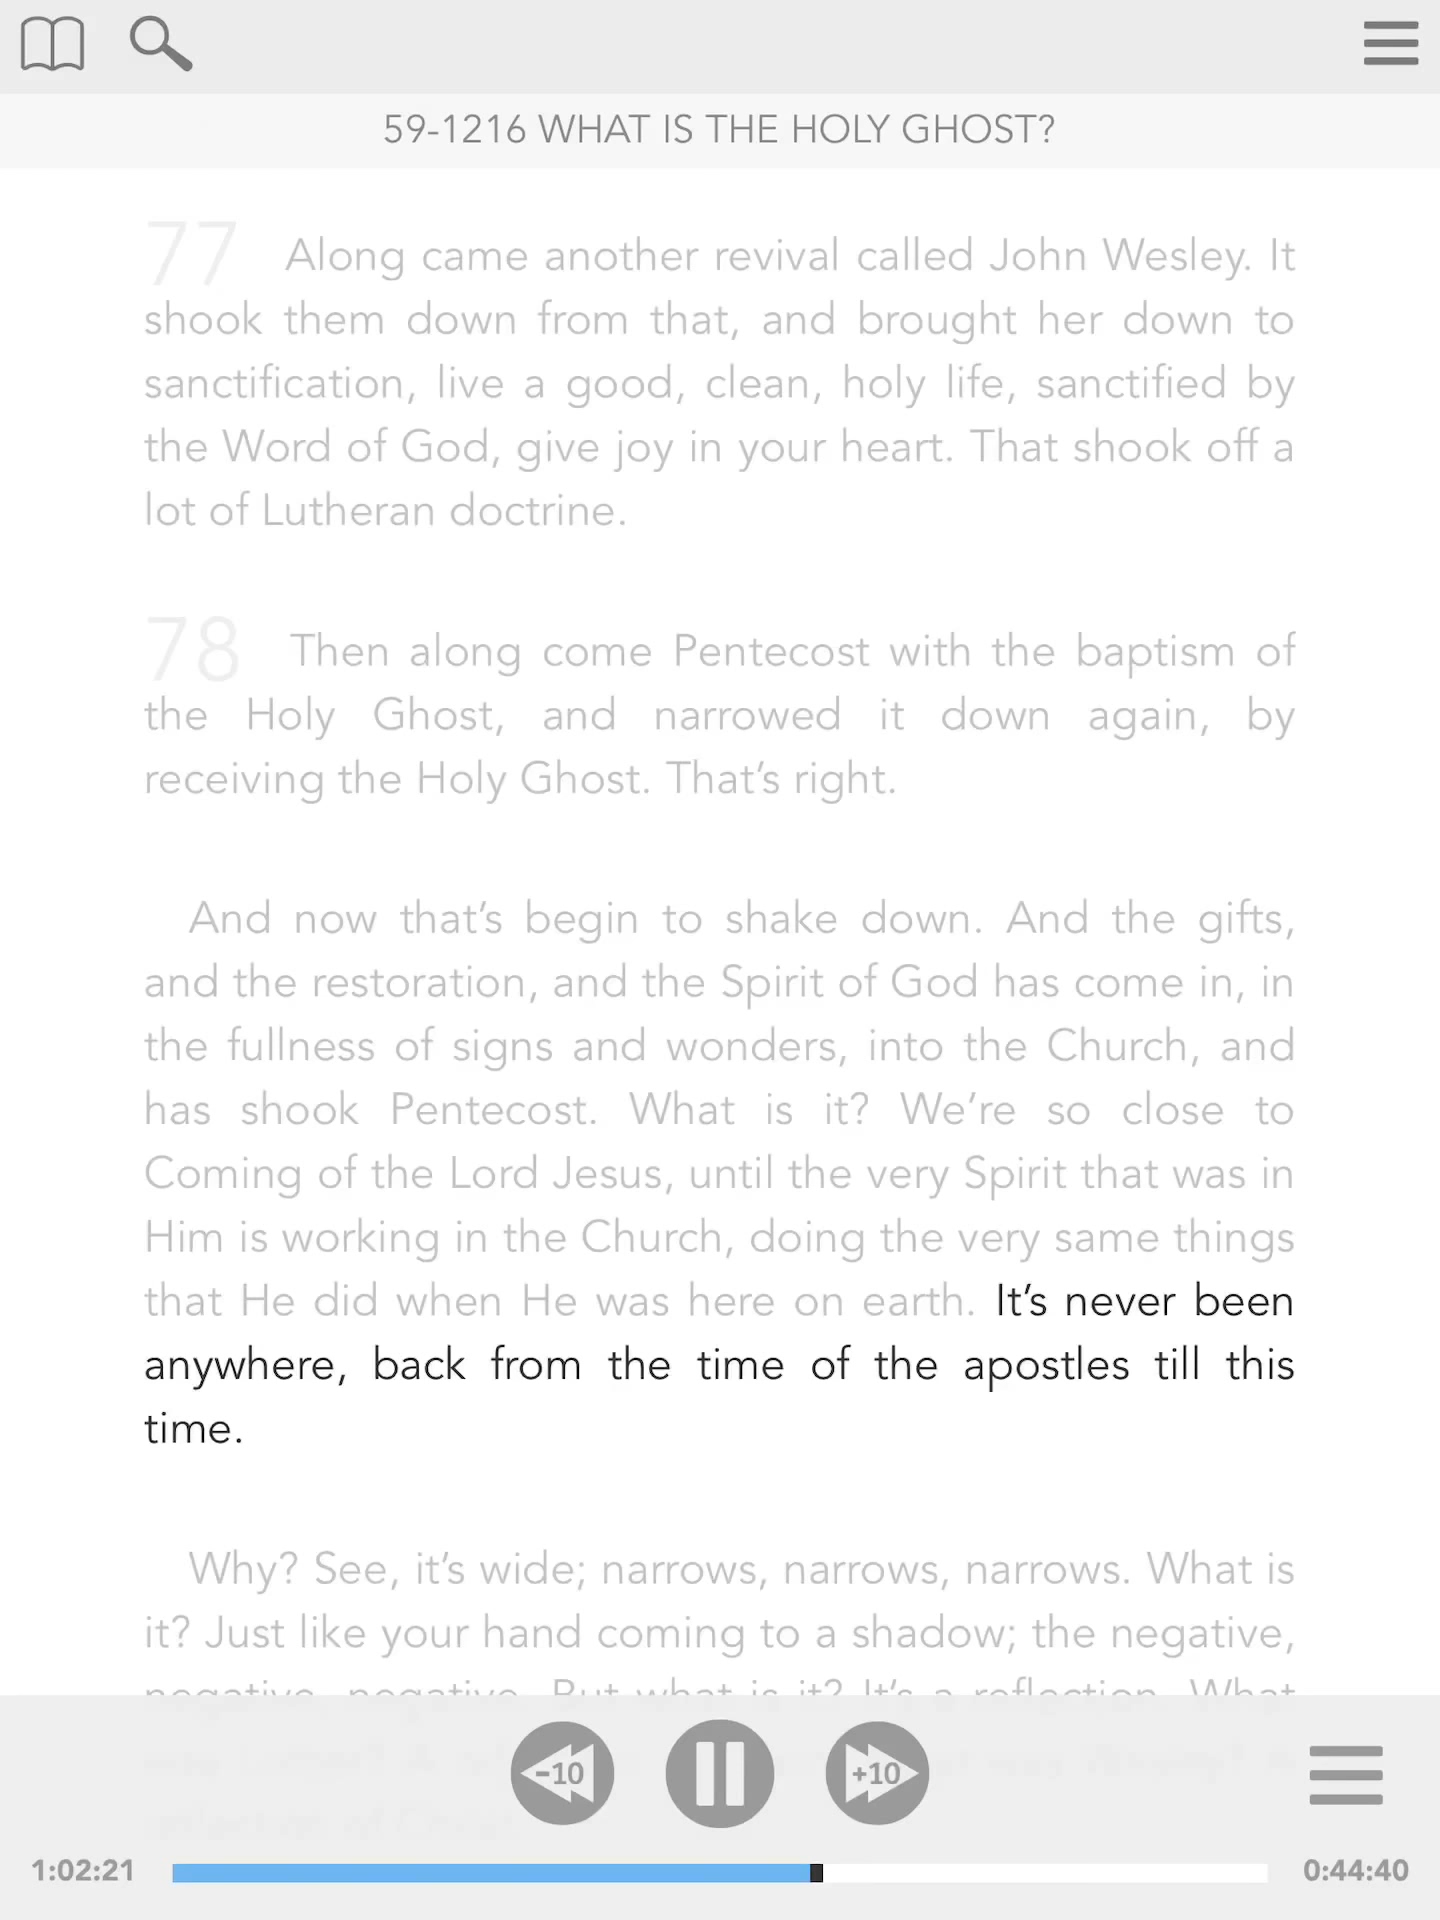 59-1216 WHAT IS THE HOLY GHOST?
77 Along came another revival called John Wesley. It
shook them down from that, and brought her down to
sanctification, live a good, clean, holy life, sanctified by
the Word of God, give joy in your heart. That shook off a
lot of Lutheran doctrine.
78 Then along come Pentecost with the baptism of
the Holy Ghost, and narrowed it down again, by
receiving the Holy Ghost. That’s right.
And now that’s begin to shake down. And the gifts,
and the restoration, and the Spirit of God has come in, in
the fullness of signs and wonders, into the Church, and
has shook Pentecost. What is it? We’re so close to
Coming of the Lord Jesus, until the very Spirit that was in
Him is working in the Church, doing the very same things
that He did when He was here on earth. It’s never been
anywhere, back from the time of the apostles till this
time.
Why? See, it’s wide; narrows, narrows, narrows. What is
it? Just like your hand coming to a shadow; the negative,
negative, negative. But what is it? It’s a reflection. What
-10 +10
1:02:21 0:44:40